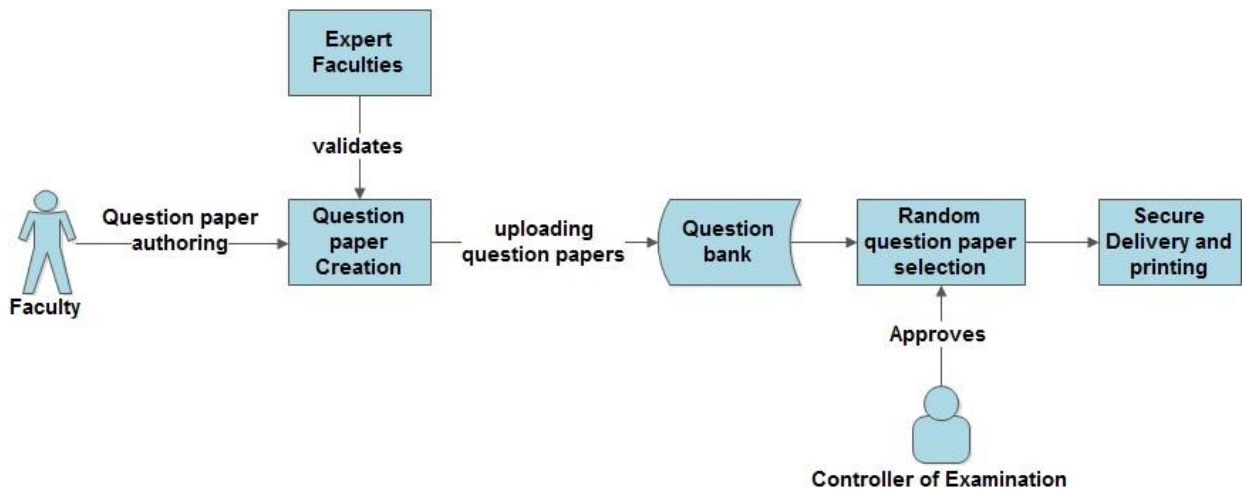 Expert
Faculties
validates
Question paper
authoring
Faculty
Question
paper
Creation
uploading
question papers
Question
bank
Random
question paper
selection
Secure
Delivery and
printing
Approves
Controller of Examination